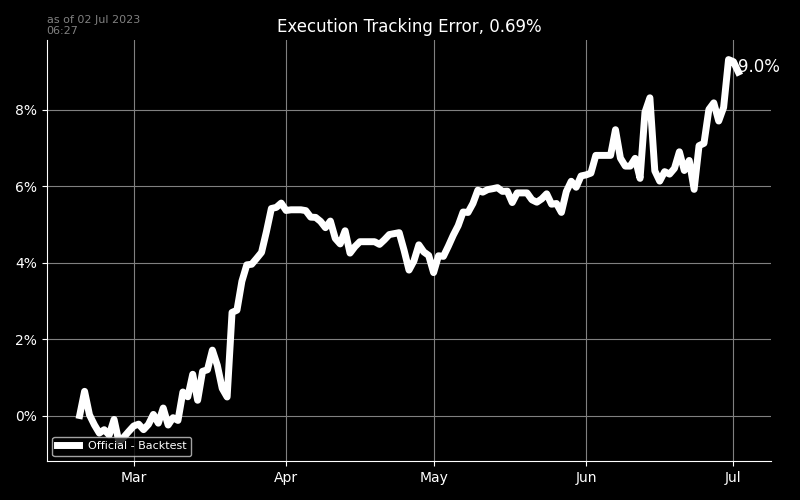 as of 02 Jul 2023
06:27
Execution Tracking Error, 0.69%
9.0%
8%
6%
4%
2%
0%
Official - Backtest
Mar
Apr
May
Jun
Jul